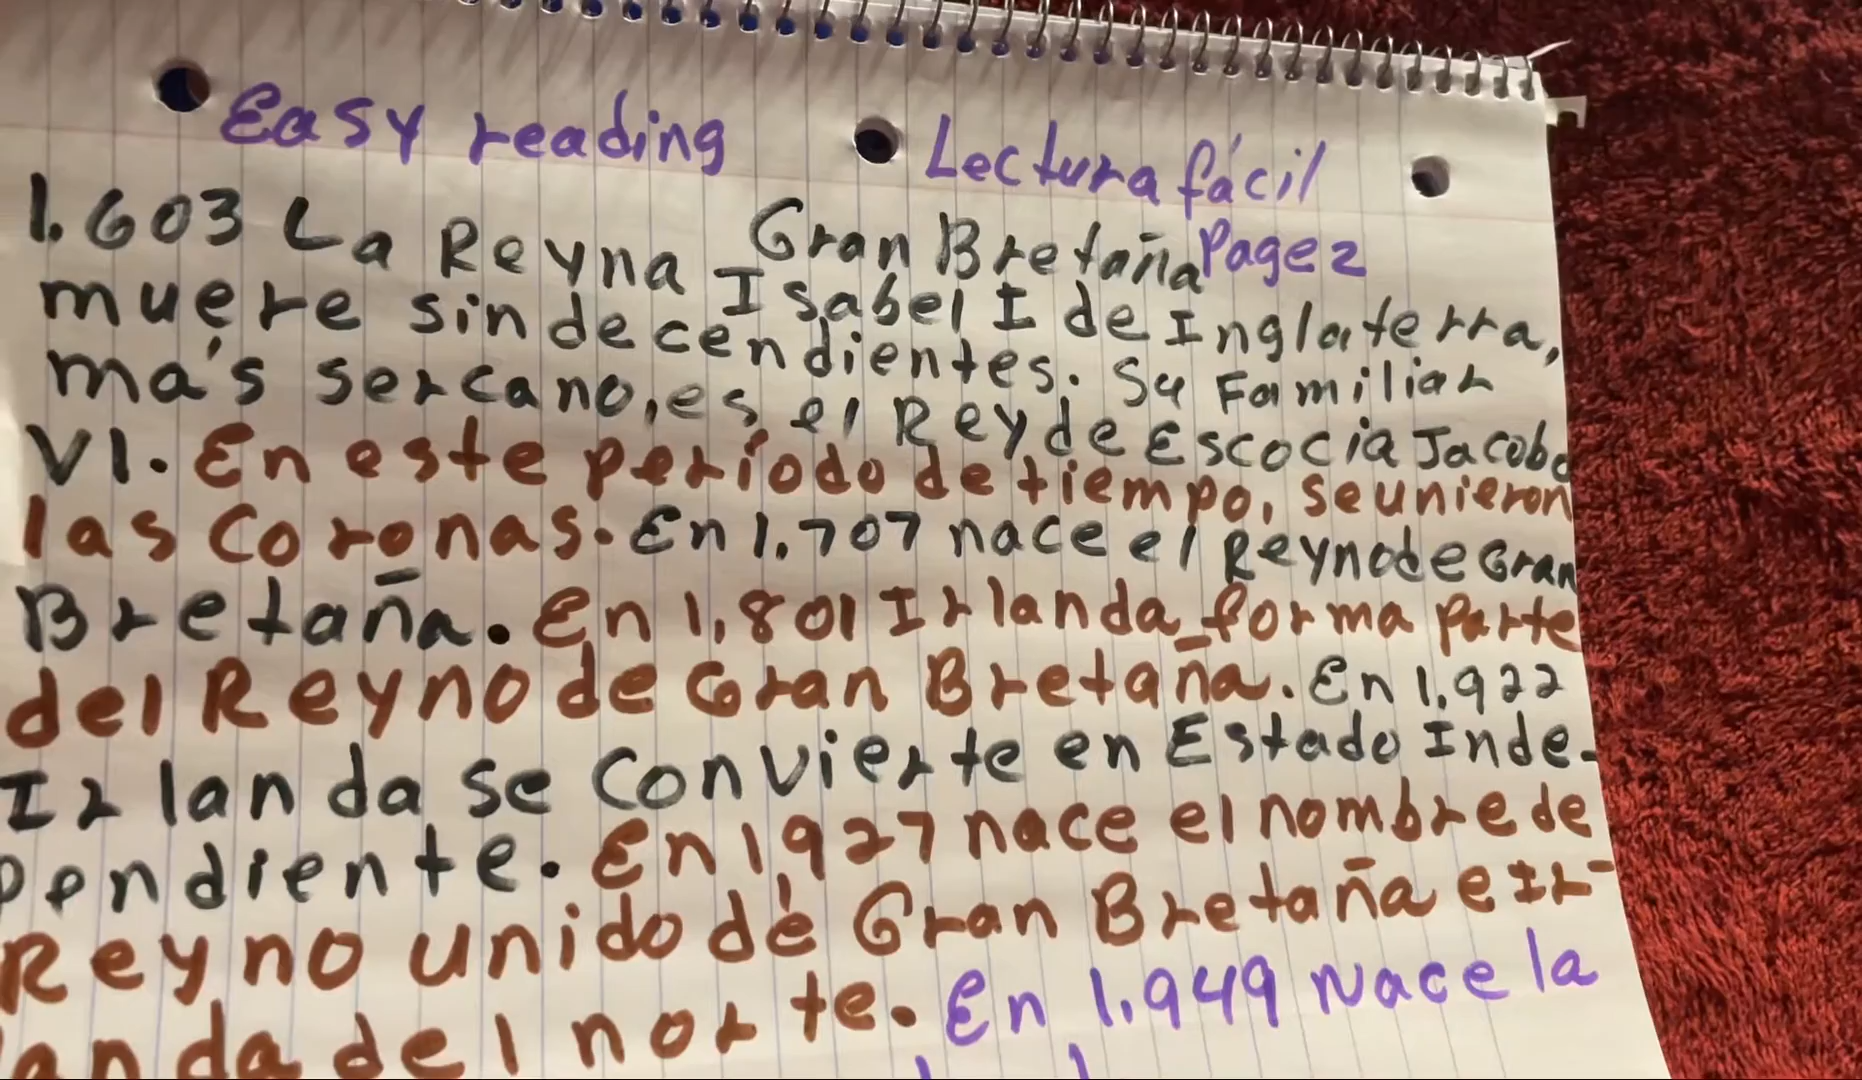 Easy reading Lectura fácil
Gran Bretaña Page 2
1.603 La Reyna Isabel I de Inglaterra,
muere sin decendientes. Su Familiar
más sercano, es el Rey de Escocia Jacobo
VI. En este período de tiempo, se unieron
las Coronas. En 1.707 nace el Reyno de Gran
Bretaña. En 1,801 Irlanda forma parte
del Reyno de Gran Bretaña. En 1,922
Irlanda se Convierte en Estado Inde-
pendiente. En 1927 nace el nombre de
Reyno unido de Gran Bretaña e Ir-
anda del norte. En 1.949 Nace la